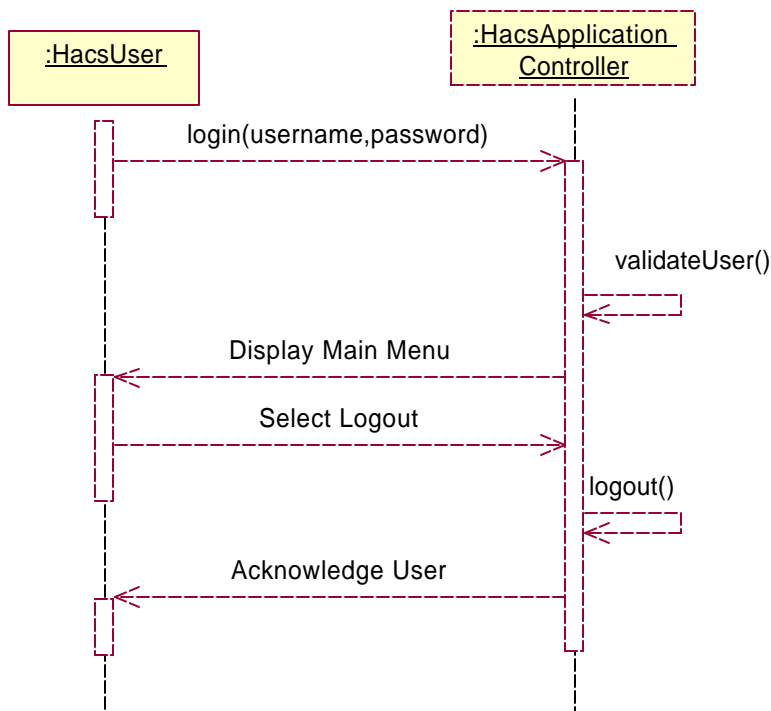 :HacsUser
:HacsApplication
Controller
login(username,password)
validateUser()
Display Main Menu
Select Logout
logout()
Acknowledge User